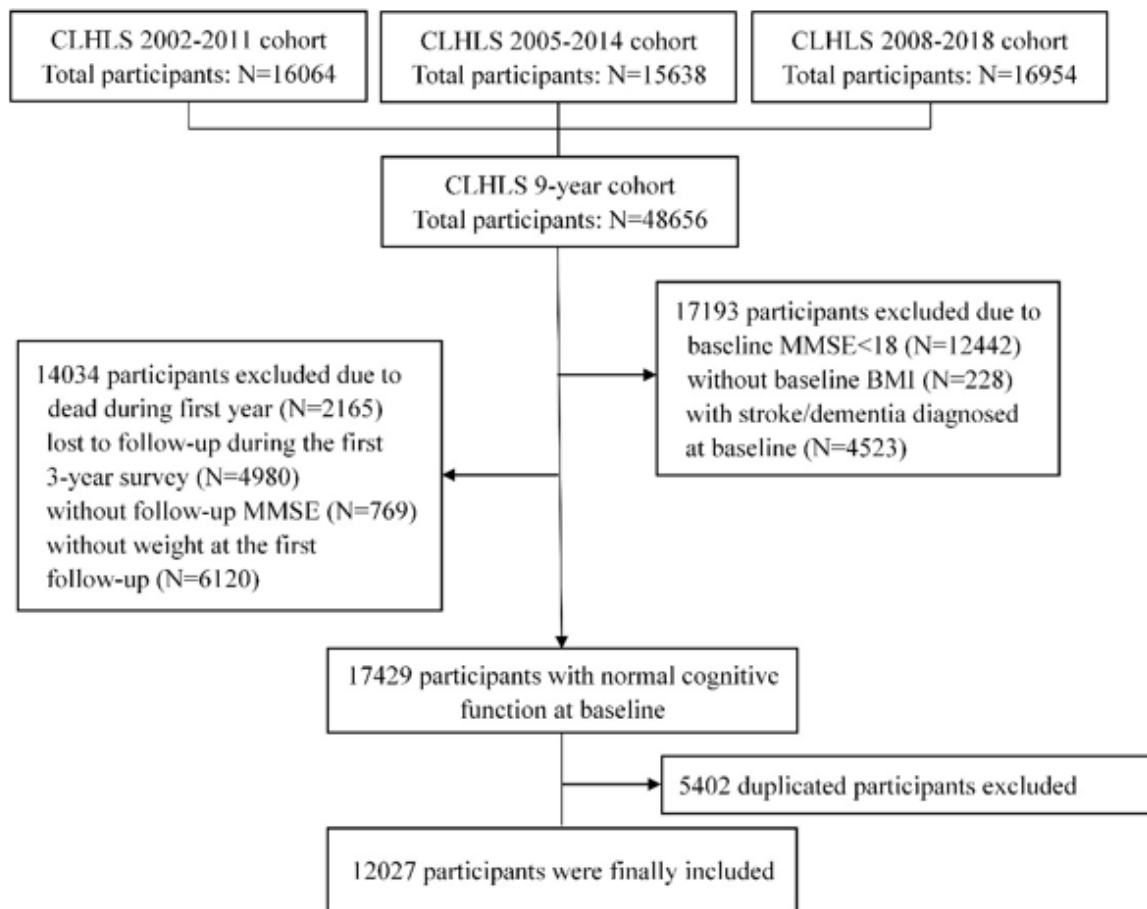 CLHLS 2002-2011 cohort
Total participants: N=16064
CLHLS 2005-2014 cohort
Total participants: N=15638
CLHLS 2008-2018 cohort
Total participants: N=16954
CLHLS 9-year cohort
Total participants: N=48656
17193 participants excluded due to
baseline MMSE<18 (N=12442)
without baseline BMI (N=228)
with stroke/dementia diagnosed
at baseline (N=4523)
14034 participants excluded due to
dead during first year (N=2165)
lost to follow-up during the first
3-year survey (N=4980)
without follow-up MMSE (N=769)
without weight at the first
follow-up (N=6120)
17429 participants with normal cognitive
function at baseline
5402 duplicated participants excluded
12027 participants were finally included